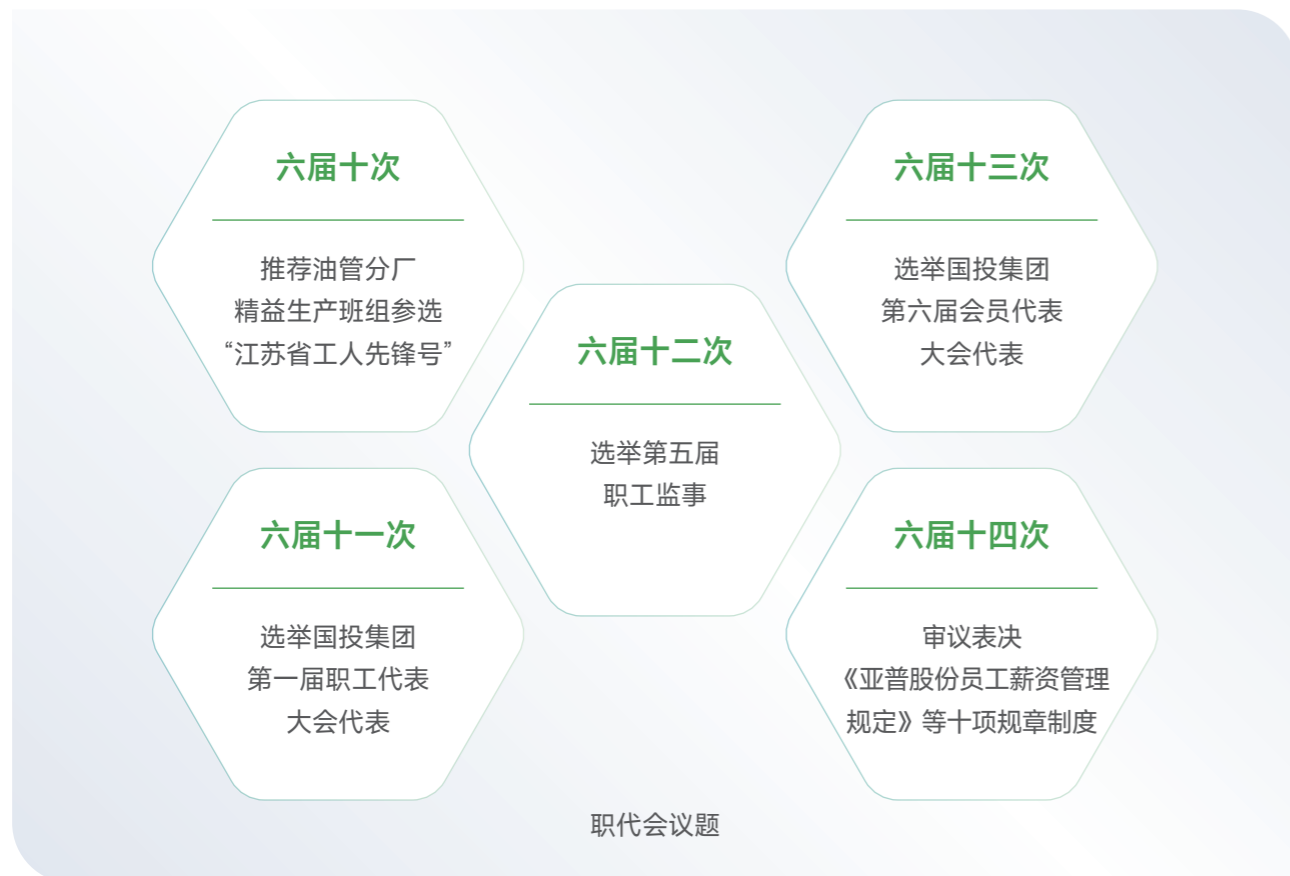 六届十次
推荐油管分厂
精益生产班组参选
“江苏省工人先锋号”
六届十一次
选举国投集团
第一届职工代表
大会代表
六届十二次
选举第五届
职工监事
六届十三次
选举国投集团
第六届会员代表
大会代表
六届十四次
审议表决
《亚普股份员工薪资管理
规定》等十项规章制度
职代会议题